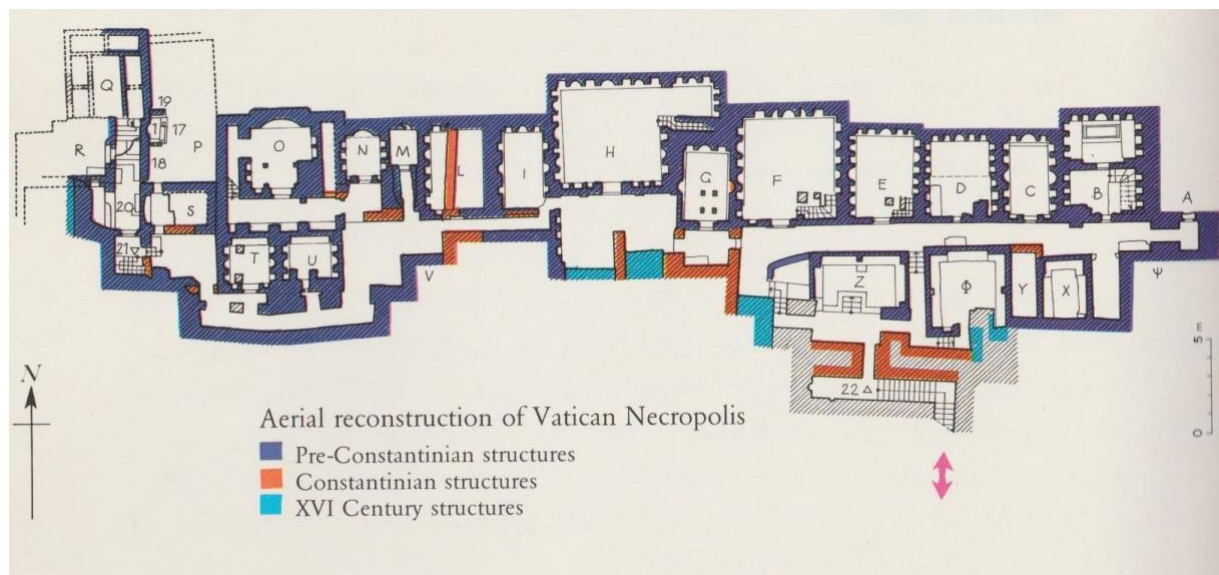 Q
19
17
R
18
P
O
N
M
L
I
H
G
F
E
D
C
B
A
20
S
21
T
U
V
Z
Φ
Y
X
Ψ
22
N
5 m
0
Aerial reconstruction of Vatican Necropolis
Pre-Constantinian structures
Constantinian structures
XVI Century structures